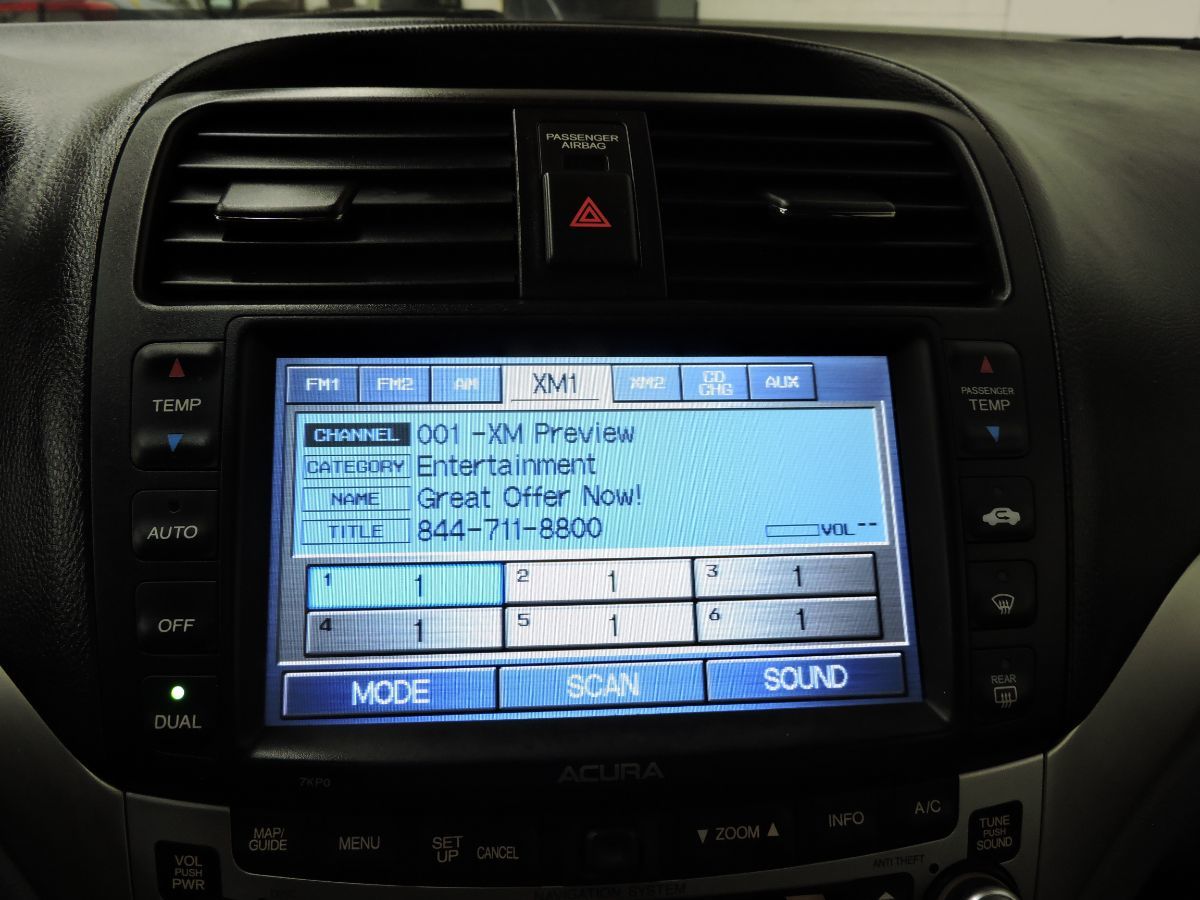 PASSENGER
AIRBAG
FM1 FM2 AM XM1 XM2 CD CHG AUX
TEMP
PASSENGER
TEMP
CHANNEL 001 -XM Preview
CATEGORY Entertainment
NAME Great Offer Now!
TITLE 844-711-8800
VOL --
AUTO
1 1 2 1 3 1
4 1 5 1 6 1
OFF
MODE SCAN SOUND
REAR
DUAL
ACURA
7KP0
MAP/
GUIDE
MENU
SET
UP
CANCEL
▼ ZOOM ▲
INFO
A/C
TUNE
PUSH
SOUND
VOL
PUSH
PWR
ANTI THEFT
NAVIGATION SYSTEM